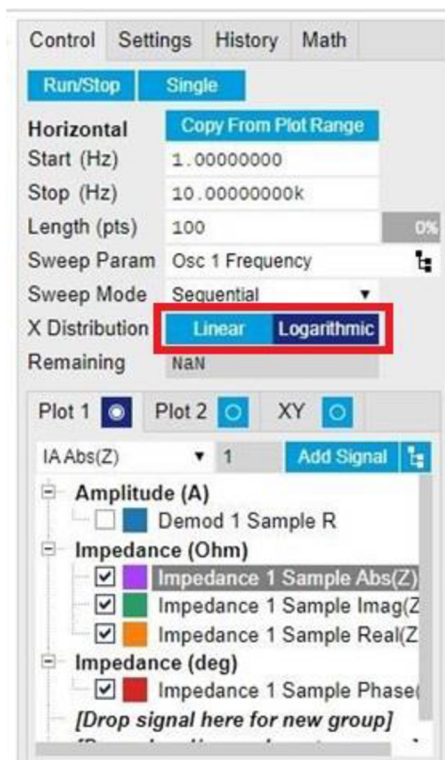 Control Settings History Math
Run/Stop Single
Horizontal Copy From Plot Range
Start (Hz) 1.00000000
Stop (Hz) 10.00000000k
Length (pts) 100 0%
Sweep Param Osc 1 Frequency
Sweep Mode Sequential
X Distribution Linear Logarithmic
Remaining NaN
Plot 1 Plot 2 XY
IA Abs(Z) 1 Add Signal
Amplitude (A)
Demod 1 Sample R
Impedance (Ohm)
Impedance 1 Sample Abs(Z)
Impedance 1 Sample Imag(Z
Impedance 1 Sample Real(Z
Impedance (deg)
Impedance 1 Sample Phase(
[Drop signal here for new group]